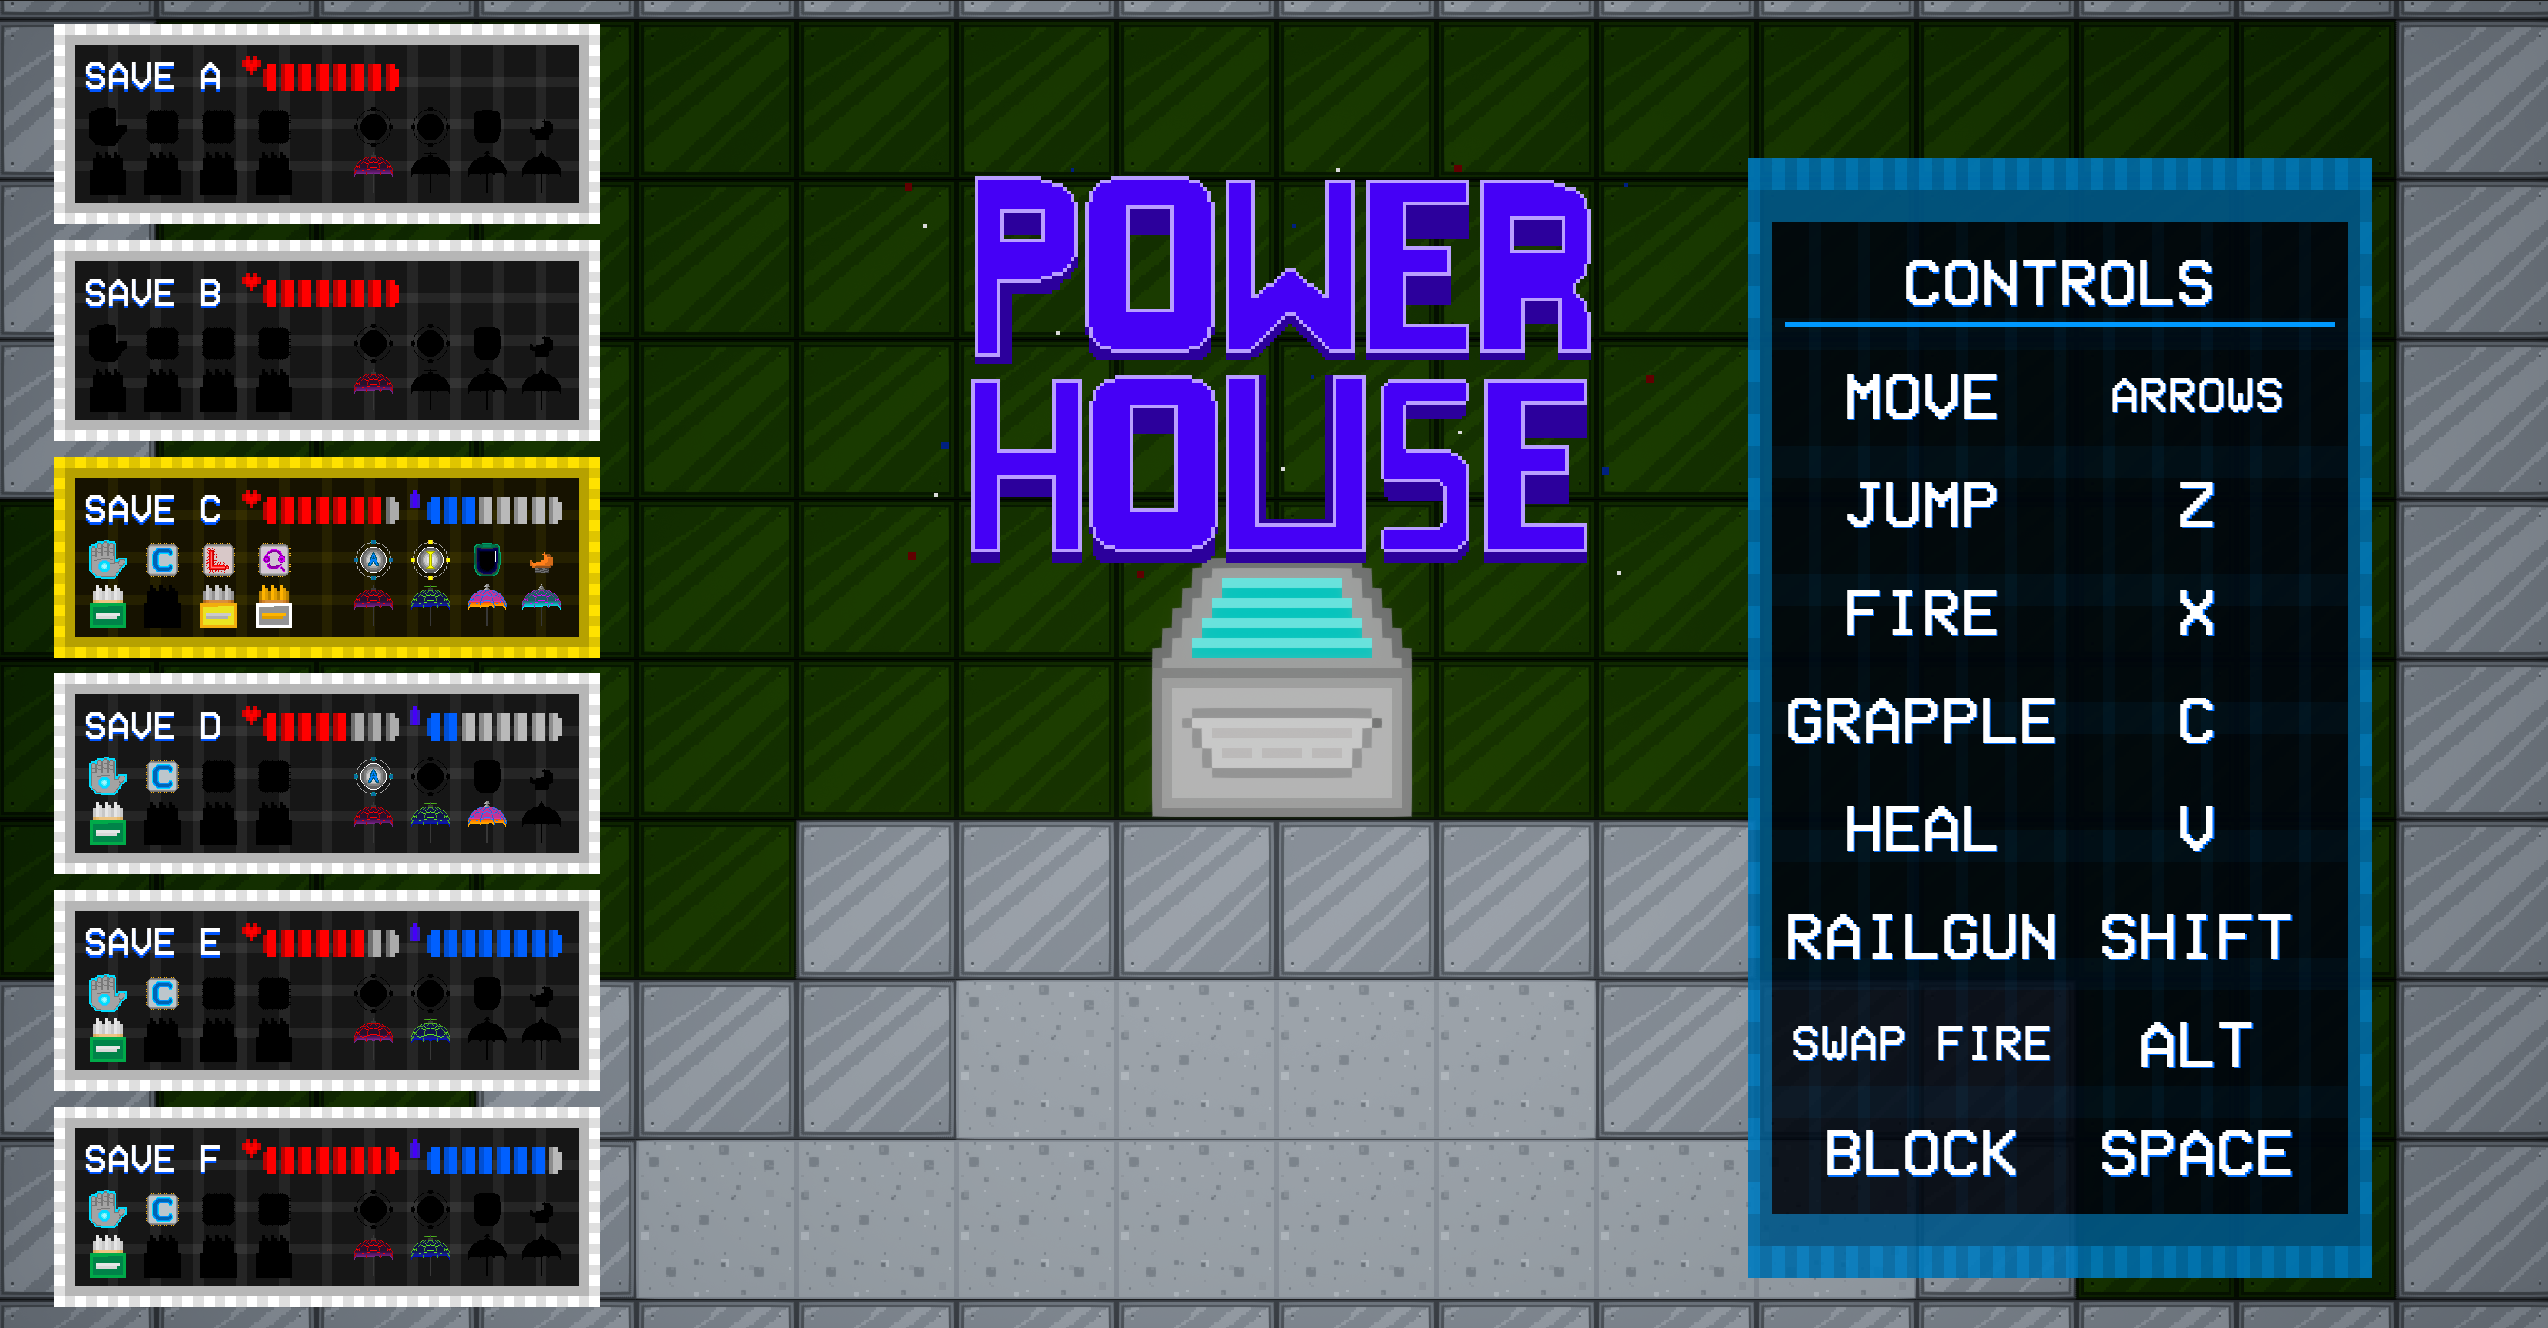 SAVE A
SAVE B
SAVE C
C L
A I
SAVE D
C
A
SAVE E
C
SAVE F
C
POWER
HOUSE
CONTROLS
MOVE ARROWS
JUMP Z
FIRE X
GRAPPLE C
HEAL V
RAILGUN SHIFT
SWAP FIRE ALT
BLOCK SPACE